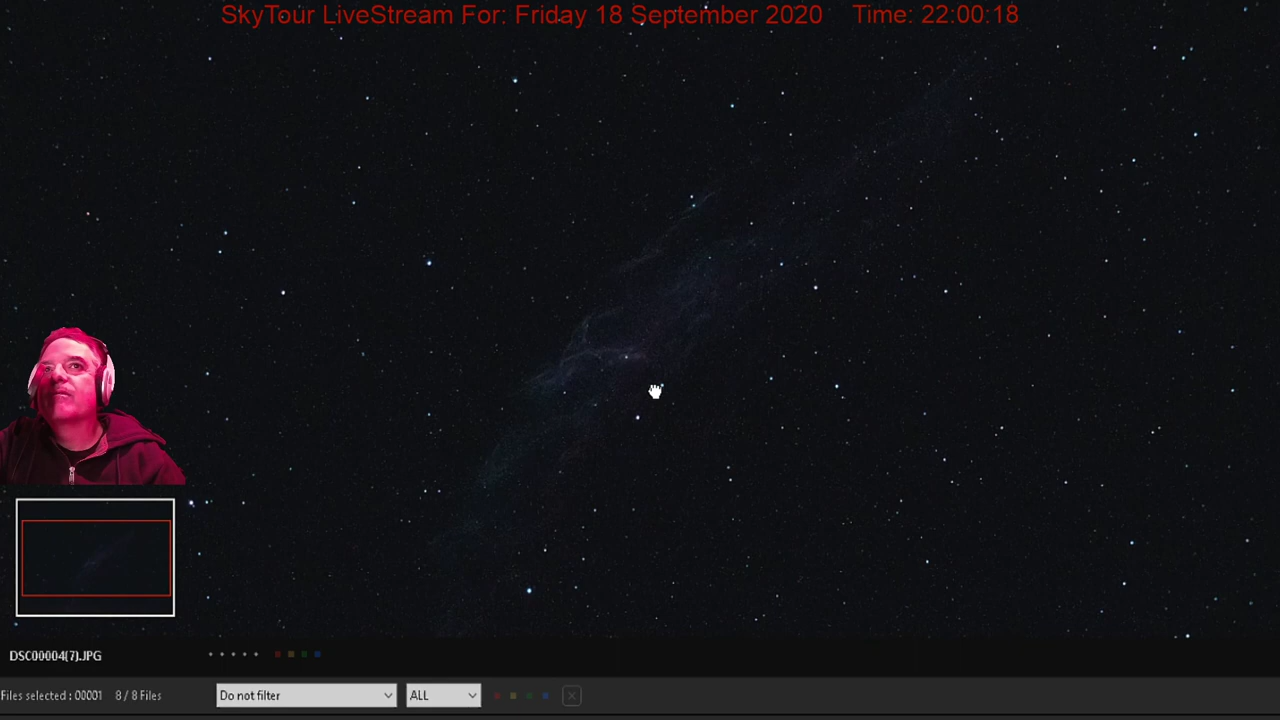 SkyTour LiveStream For: Friday 18 September 2020 Time: 22:00:18
DSC00004(7).JPG
Files selected : 00001 8 / 8 Files Do not filter ALL